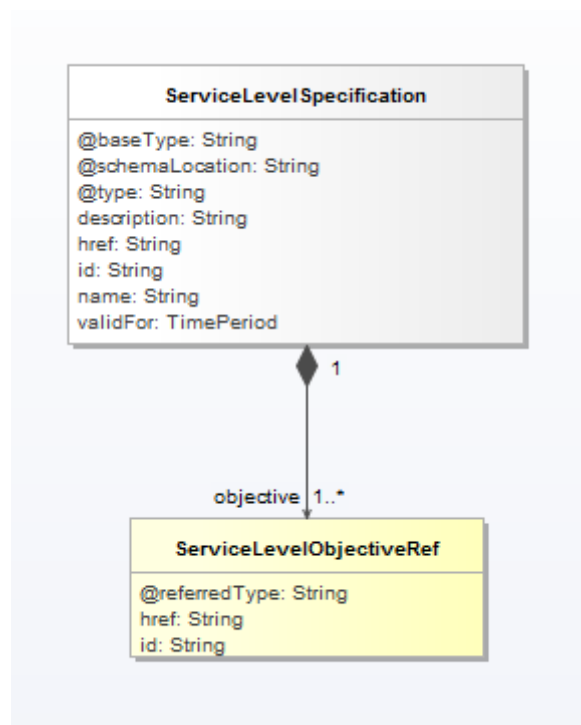 ServiceLevelSpecification
@baseType: String
@schemaLocation: String
@type: String
description: String
href: String
id: String
name: String
validFor: TimePeriod
1
objective 1..*
ServiceLevelObjectiveRef
@referredType: String
href: String
id: String